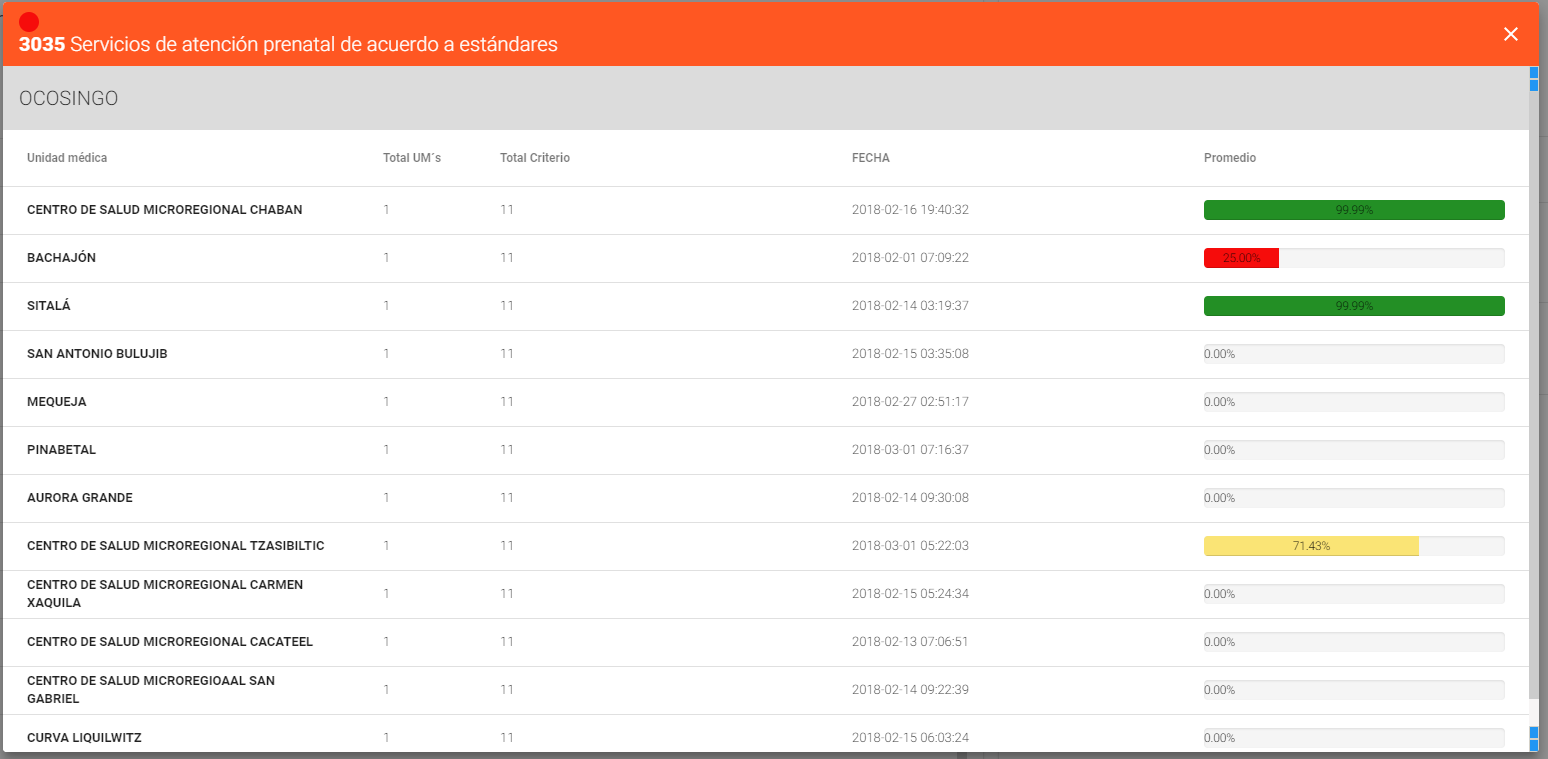 3035 Servicios de atención prenatal de acuerdo a estándares
OCOSINGO
Unidad médica Total UM´s Total Criterio FECHA Promedio
CENTRO DE SALUD MICROREGIONAL CHABAN 1 11 2018-02-16 19:40:32 99.99%
BACHAJÓN 1 11 2018-02-01 07:09:22 25.00%
SITALÁ 1 11 2018-02-14 03:19:37 99.99%
SAN ANTONIO BULUJIB 1 11 2018-02-15 03:35:08 0.00%
MEQUEJA 1 11 2018-02-27 02:51:17 0.00%
PINABETAL 1 11 2018-03-01 07:16:37 0.00%
AURORA GRANDE 1 11 2018-02-14 09:30:08 0.00%
CENTRO DE SALUD MICROREGIONAL TZASIBILTIC 1 11 2018-03-01 05:22:03 71.43%
CENTRO DE SALUD MICROREGIONAL CARMEN
XAQUILA 1 11 2018-02-15 05:24:34 0.00%
CENTRO DE SALUD MICROREGIONAL CACATEEL 1 11 2018-02-13 07:06:51 0.00%
CENTRO DE SALUD MICROREGIOAAL SAN
GABRIEL 1 11 2018-02-14 09:22:39 0.00%
CURVA LIQUILWITZ 1 11 2018-02-15 06:03:24 0.00%